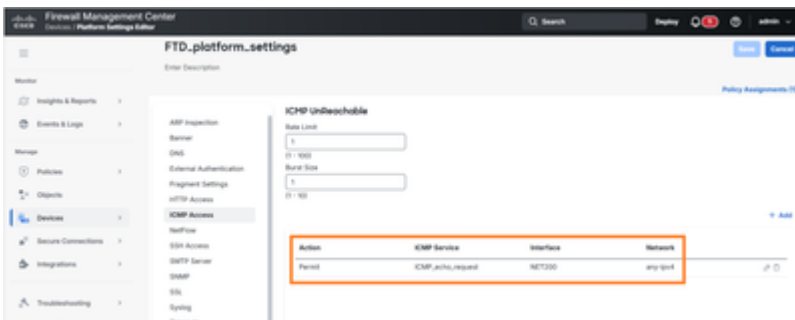 CISCO
Firewall Management Center
Devices / Platform Settings Editor
Search
Deploy
admin
FTD_platform_settings
Enter Description
Save
Cancel
Policy Assignments (1)
Monitor
Insights & Reports
Events & Logs
Manage
Policies
Objects
Devices
Secure Connections
Integrations
Troubleshooting
ARP Inspection
Banner
DNS
External Authentication
Fragment Settings
HTTP Access
ICMP Access
NetFlow
SSH Access
SMTP Server
SNMP
SSL
Syslog
ICMP UnReachable
Rate Limit
1
(1 - 100)
Burst Size
1
(1 - 10)
+ Add
Action ICMP Service Interface Network
Permit ICMP_echo_request NET200 any-ipv4